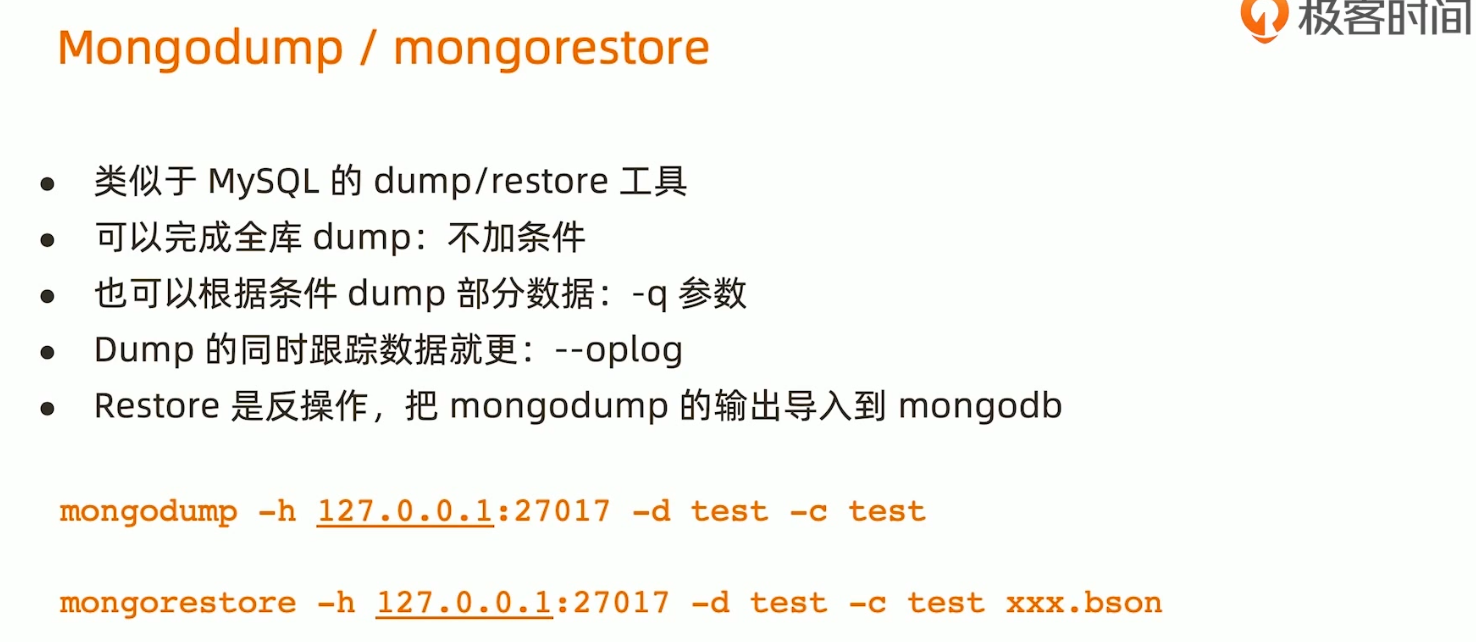 极客时间
Mongodump / mongorestore
• 类似于 MySQL 的 dump/restore 工具
• 可以完成全库 dump：不加条件
• 也可以根据条件 dump 部分数据：-q 参数
• Dump 的同时跟踪数据就更：--oplog
• Restore 是反操作，把 mongodump 的输出导入到 mongodb
mongodump -h 127.0.0.1:27017 -d test -c test
mongorestore -h 127.0.0.1:27017 -d test -c test xxx.bson